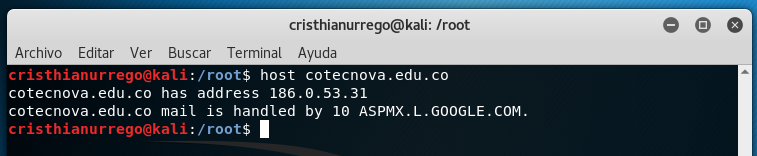 cristhianurrego@kali: /root
Archivo Editar Ver Buscar Terminal Ayuda
cristhianurrego@kali:/root$ host cotecnova.edu.co
cotecnova.edu.co has address 186.0.53.31
cotecnova.edu.co mail is handled by 10 ASPMX.L.GOOGLE.COM.
cristhianurrego@kali:/root$